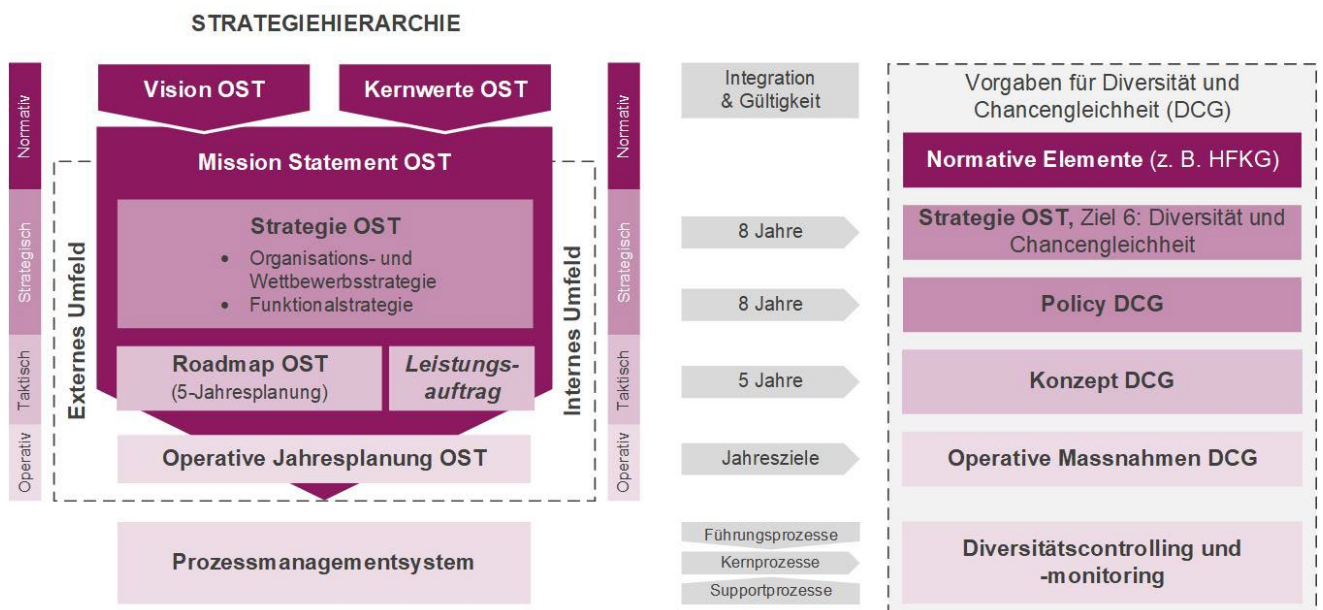 STRATEGIEHIERARCHIE
Normativ
Strategisch
Taktisch
Operativ
Vision OST
Kernwerte OST
Mission Statement OST
Externes Umfeld
Strategie OST
• Organisations- und
Wettbewerbsstrategie
• Funktionalstrategie
Roadmap OST
(5-Jahresplanung)
Leistungs-
auftrag
Internes Umfeld
Operative Jahresplanung OST
Prozessmanagementsystem
Normativ
Strategisch
Taktisch
Operativ
Integration
& Gültigkeit
8 Jahre
8 Jahre
5 Jahre
Jahresziele
Führungsprozesse
Kernprozesse
Supportprozesse
Vorgaben für Diversität und
Chancengleichheit (DCG)
Normative Elemente (z. B. HFKG)
Strategie OST, Ziel 6: Diversität und
Chancengleichheit
Policy DCG
Konzept DCG
Operative Massnahmen DCG
Diversitätscontrolling und
-monitoring